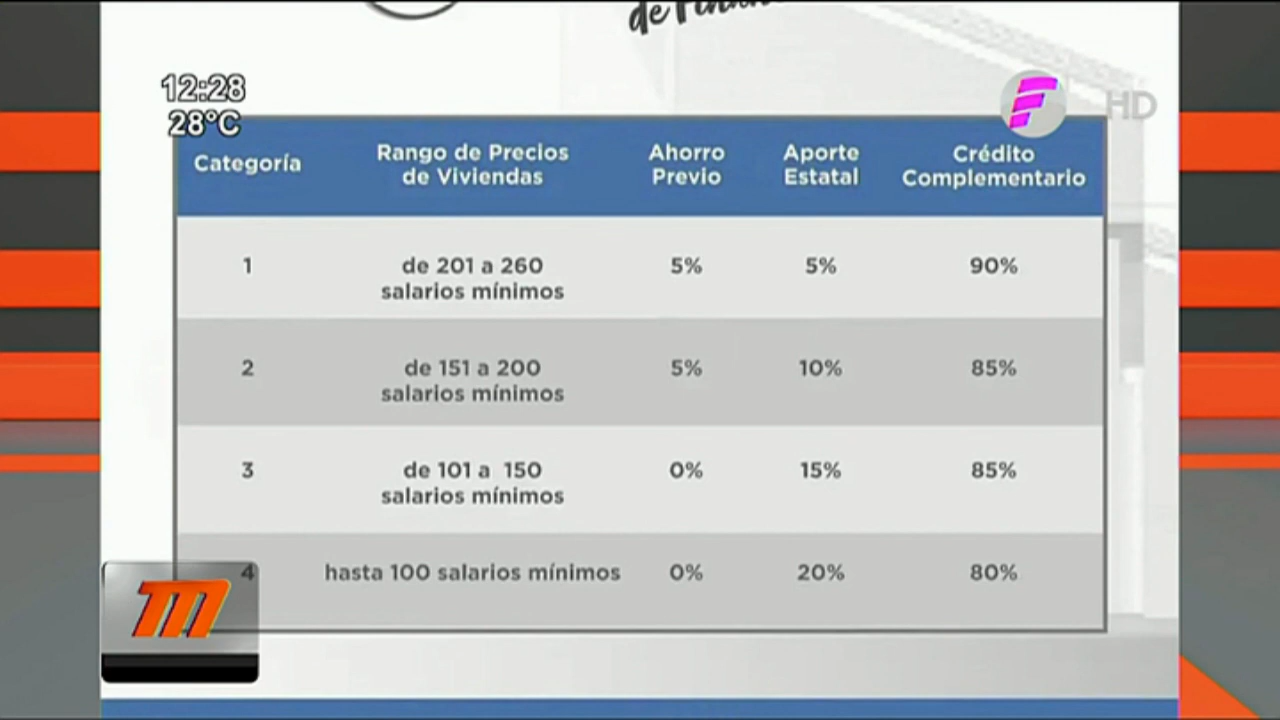 12:28
28°C
HD
Categoría
Rango de Precios
de Viviendas
Ahorro
Previo
Aporte
Estatal
Crédito
Complementario
1
de 201 a 260
salarios mínimos
5%
5%
90%
2
de 151 a 200
salarios mínimos
5%
10%
85%
3
de 101 a 150
salarios mínimos
0%
15%
85%
4
hasta 100 salarios mínimos
0%
20%
80%